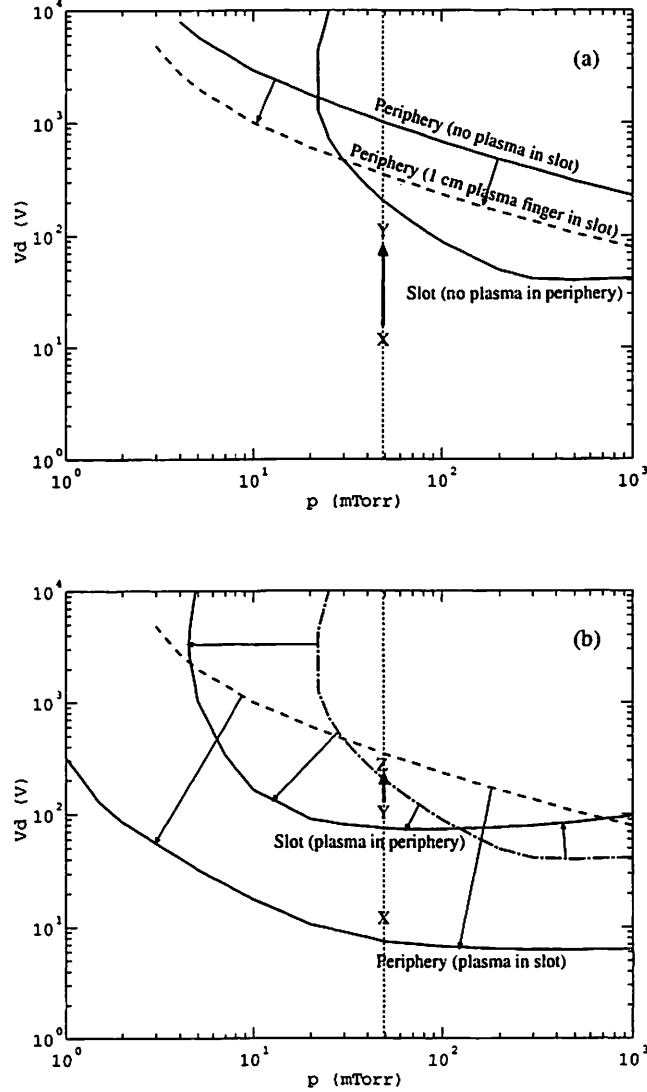 10⁴
(a)
Periphery (no plasma in slot)
10³
Periphery (1 cm plasma finger in slot)
Vd (V)
10²
Y
Slot (no plasma in periphery)
X
10¹
10⁰
10⁰ 10¹ 10² 10³
p (mTorr)
10⁴
(b)
10³
Z
Vd (V)
10²
Y
Slot (plasma in periphery)
X
10¹
Periphery (plasma in slot)
10⁰
10⁰ 10¹ 10² 10³
p (mTorr)